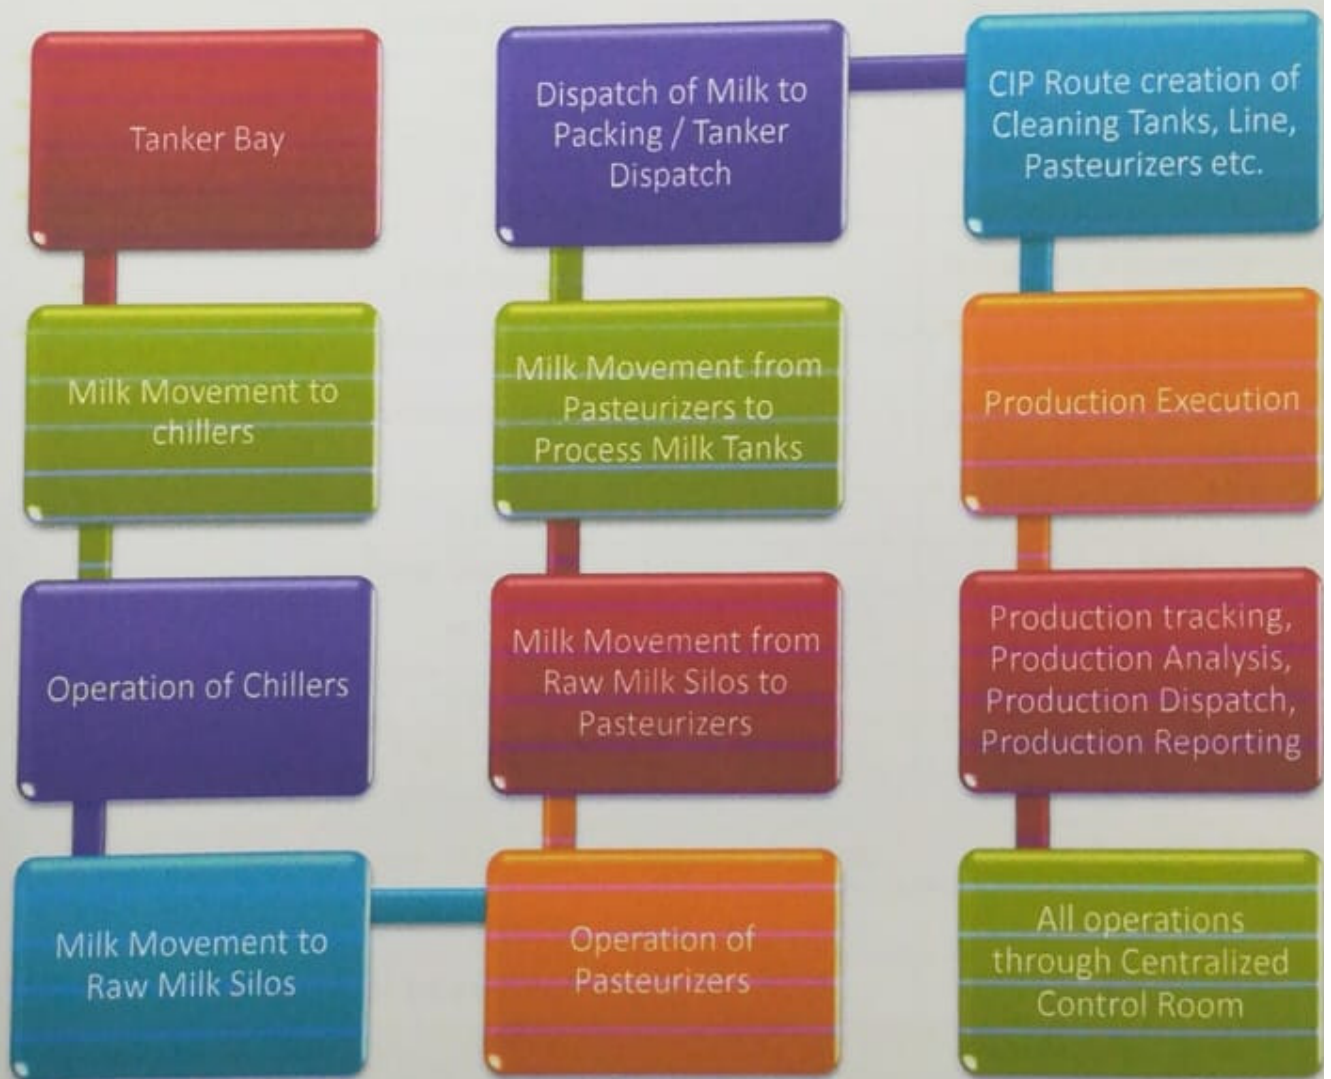 Tanker Bay
Milk Movement to
chillers
Operation of Chillers
Milk Movement to
Raw Milk Silos
Operation of
Pasteurizers
Milk Movement from
Raw Milk Silos to
Pasteurizers
Milk Movement from
Pasteurizers to
Process Milk Tanks
Dispatch of Milk to
Packing / Tanker
Dispatch
CIP Route creation of
Cleaning Tanks, Line,
Pasteurizers etc.
Production Execution
Production tracking,
Production Analysis,
Production Dispatch,
Production Reporting
All operations
through Centralized
Control Room